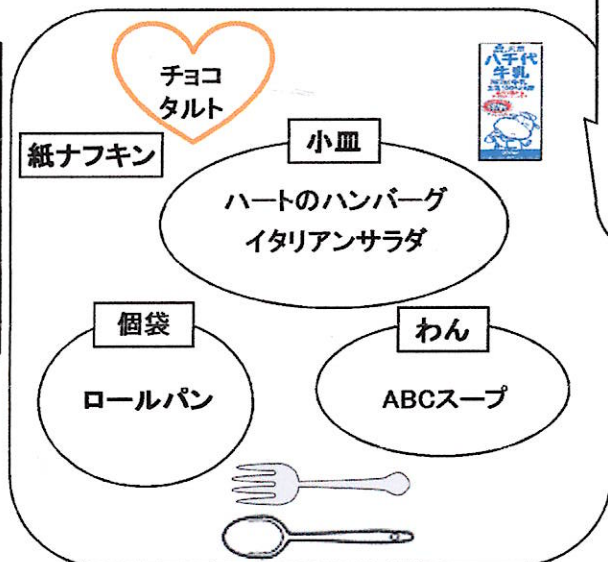 チョコ
タルト
八千代
牛乳
紙ナフキン
小皿
ハートのハンバーグ
イタリアンサラダ
個袋
ロールパン
わん
ABCスープ